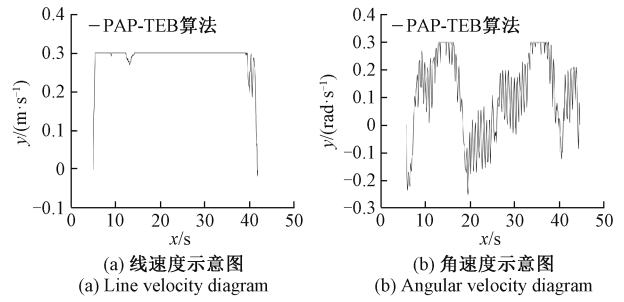 −PAP-TEB算法
0.4
0.3
0.2
0.1
0
−0.1
y/(m·s⁻¹)
0 10 20 30 40 50
x/s
(a) 线速度示意图
(a) Line velocity diagram
−PAP-TEB算法
0.3
0.2
0.1
0
−0.1
−0.2
−0.3
y/(rad·s⁻¹)
0 10 20 30 40 50
x/s
(b) 角速度示意图
(b) Angular velocity diagram